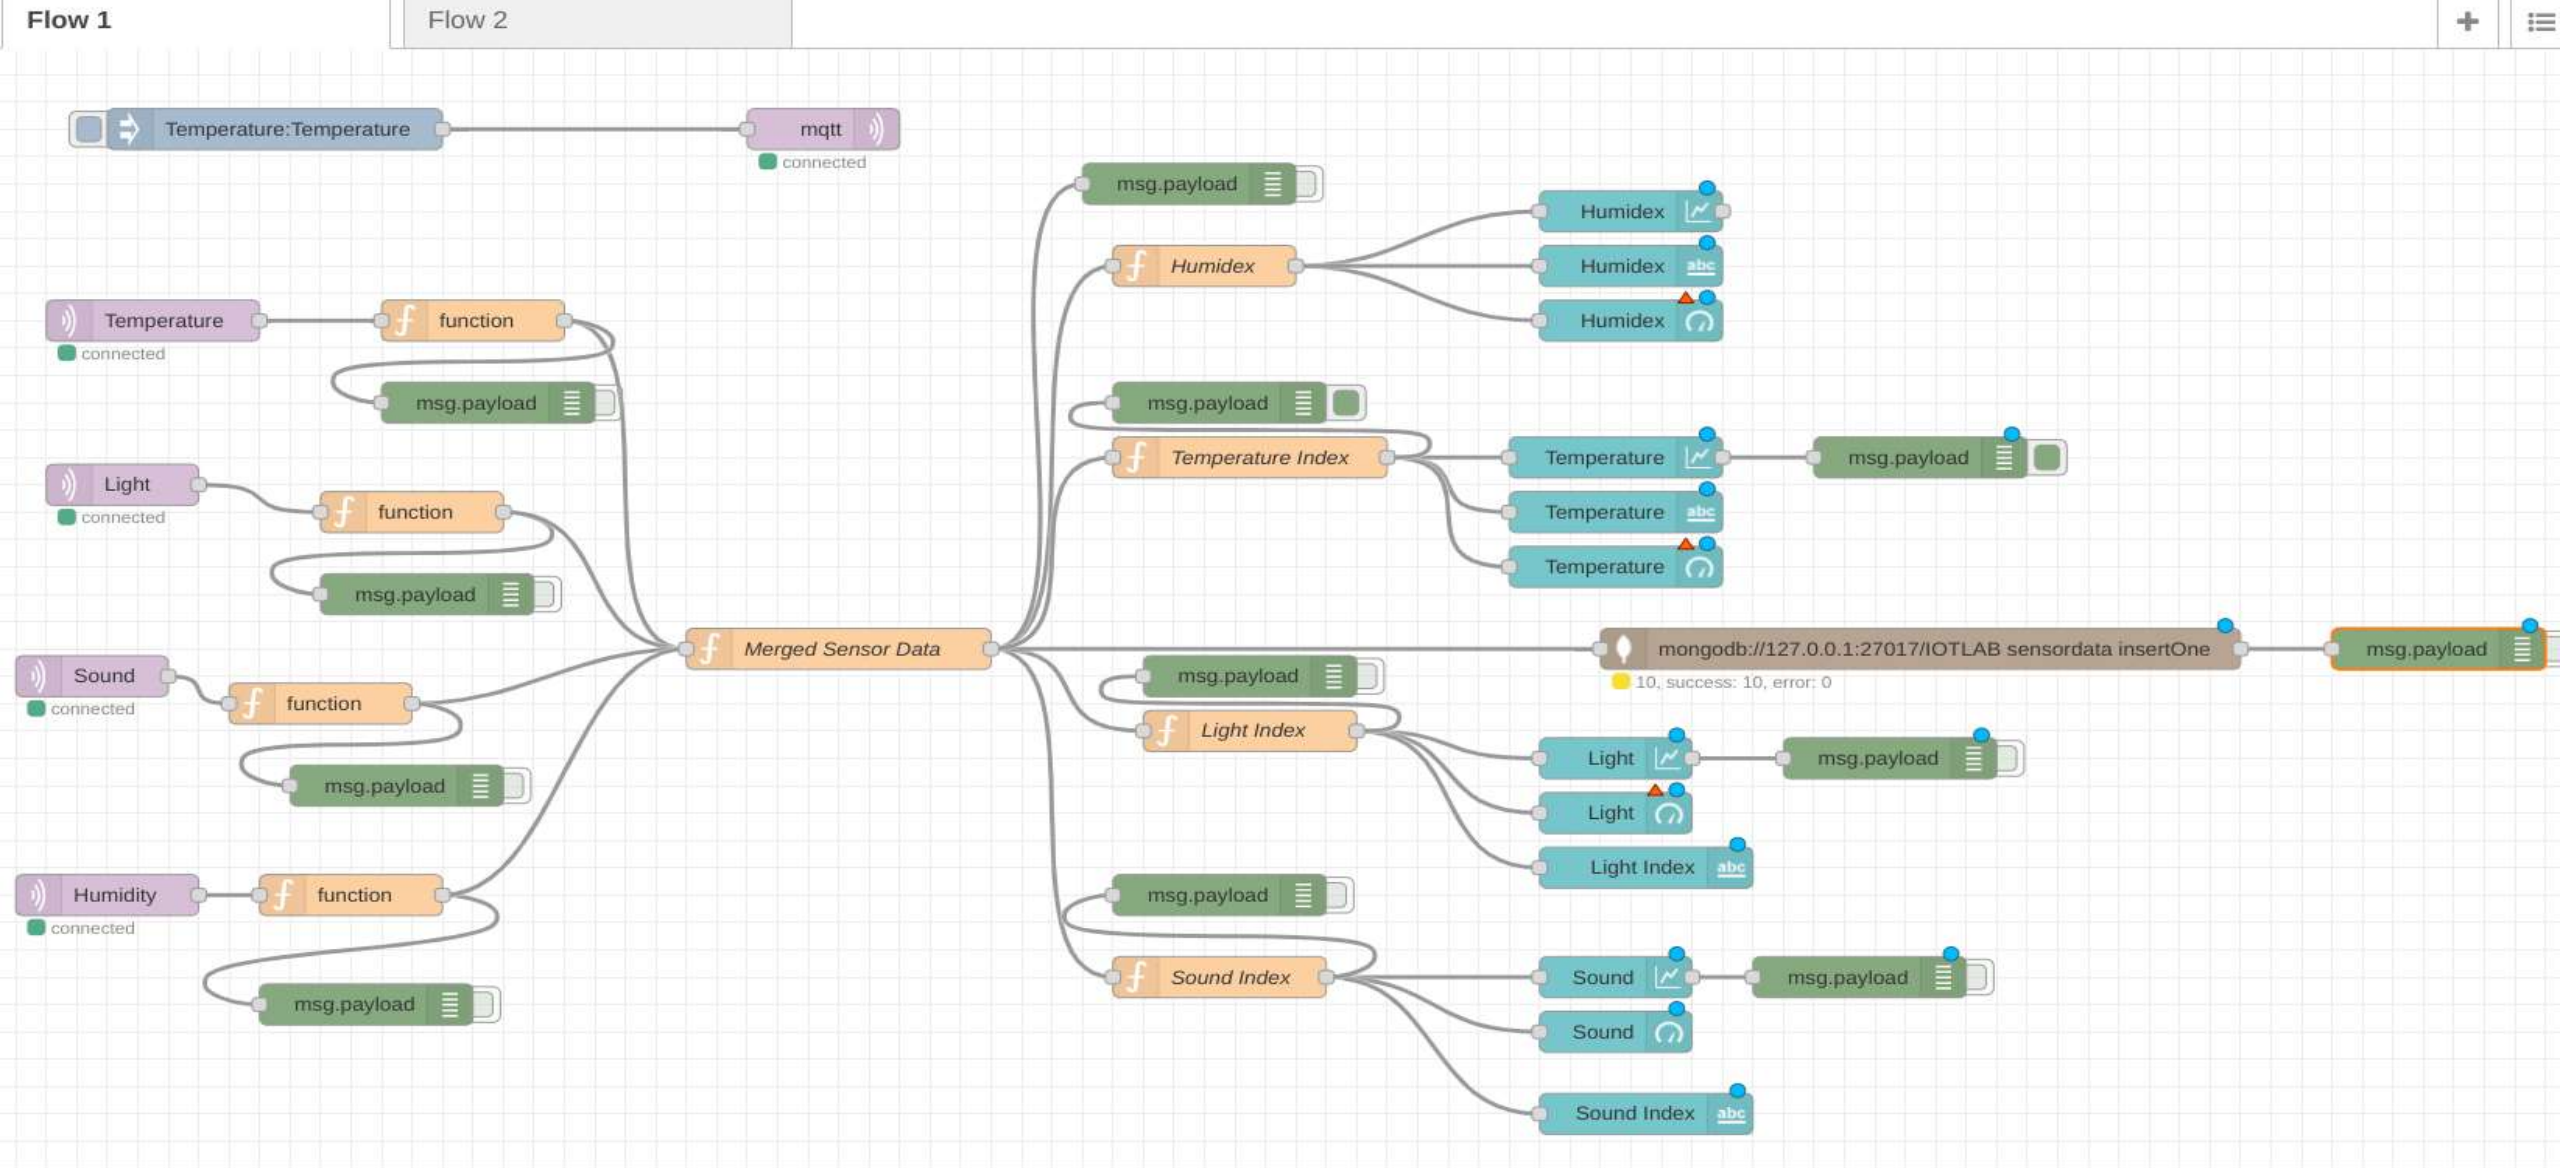 Flow 1
Flow 2
Temperature:Temperature
mqtt
connected
msg.payload
Humidex
Humidex
Humidex
Humidex
abc
Temperature
connected
function
msg.payload
msg.payload
Temperature Index
Temperature
msg.payload
Temperature
abc
Temperature
Light
connected
function
msg.payload
Merged Sensor Data
mongodb://127.0.0.1:27017/IOTLAB sensordata insertOne
10, success: 10, error: 0
msg.payload
Sound
connected
function
msg.payload
msg.payload
Light Index
Light
msg.payload
Light
Light Index
abc
Humidity
connected
function
msg.payload
msg.payload
Sound Index
Sound
msg.payload
Sound
Sound Index
abc